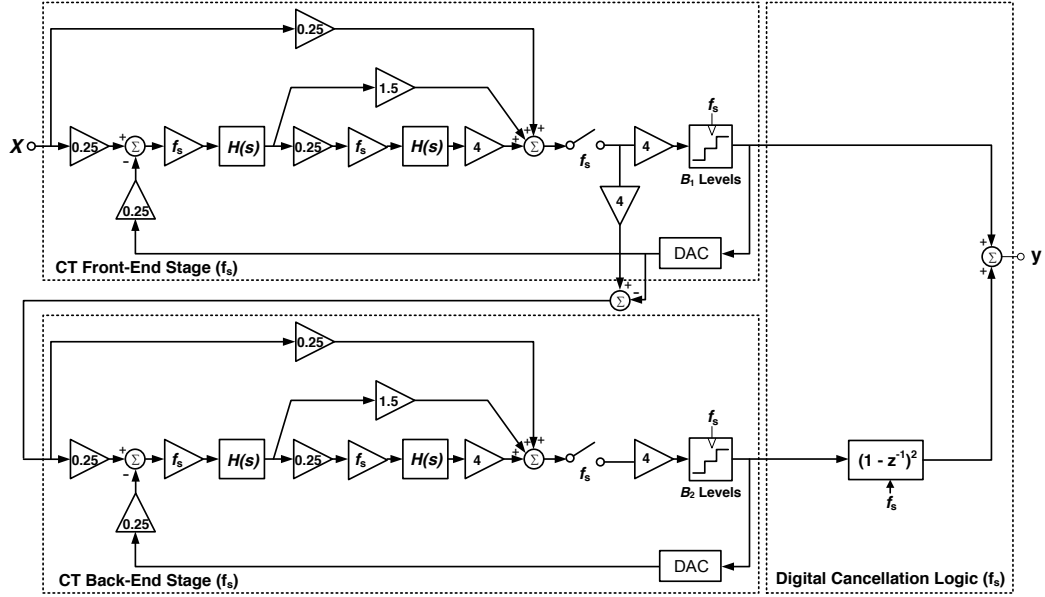 0.25
1.5
X
0.25
+
Σ
-
f_s
H(s)
0.25
f_s
H(s)
4
+ + +
Σ
f_s
4
f_s
B₁ Levels
4
0.25
DAC
CT Front-End Stage (f_s)
+
Σ
-
+
Σ
+
y
0.25
1.5
0.25
+
Σ
-
f_s
H(s)
0.25
f_s
H(s)
4
+ + +
Σ
f_s
4
f_s
B₂ Levels
(1 - z⁻¹)²
f_s
0.25
DAC
CT Back-End Stage (f_s)
Digital Cancellation Logic (f_s)